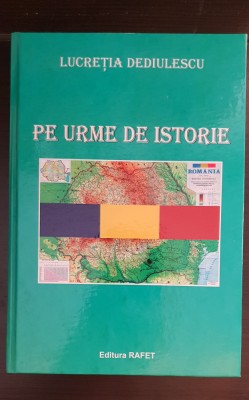 LUCREȚIA DEDIULESCU
PE URME DE ISTORIE
ROMANIA
Editura RAFET